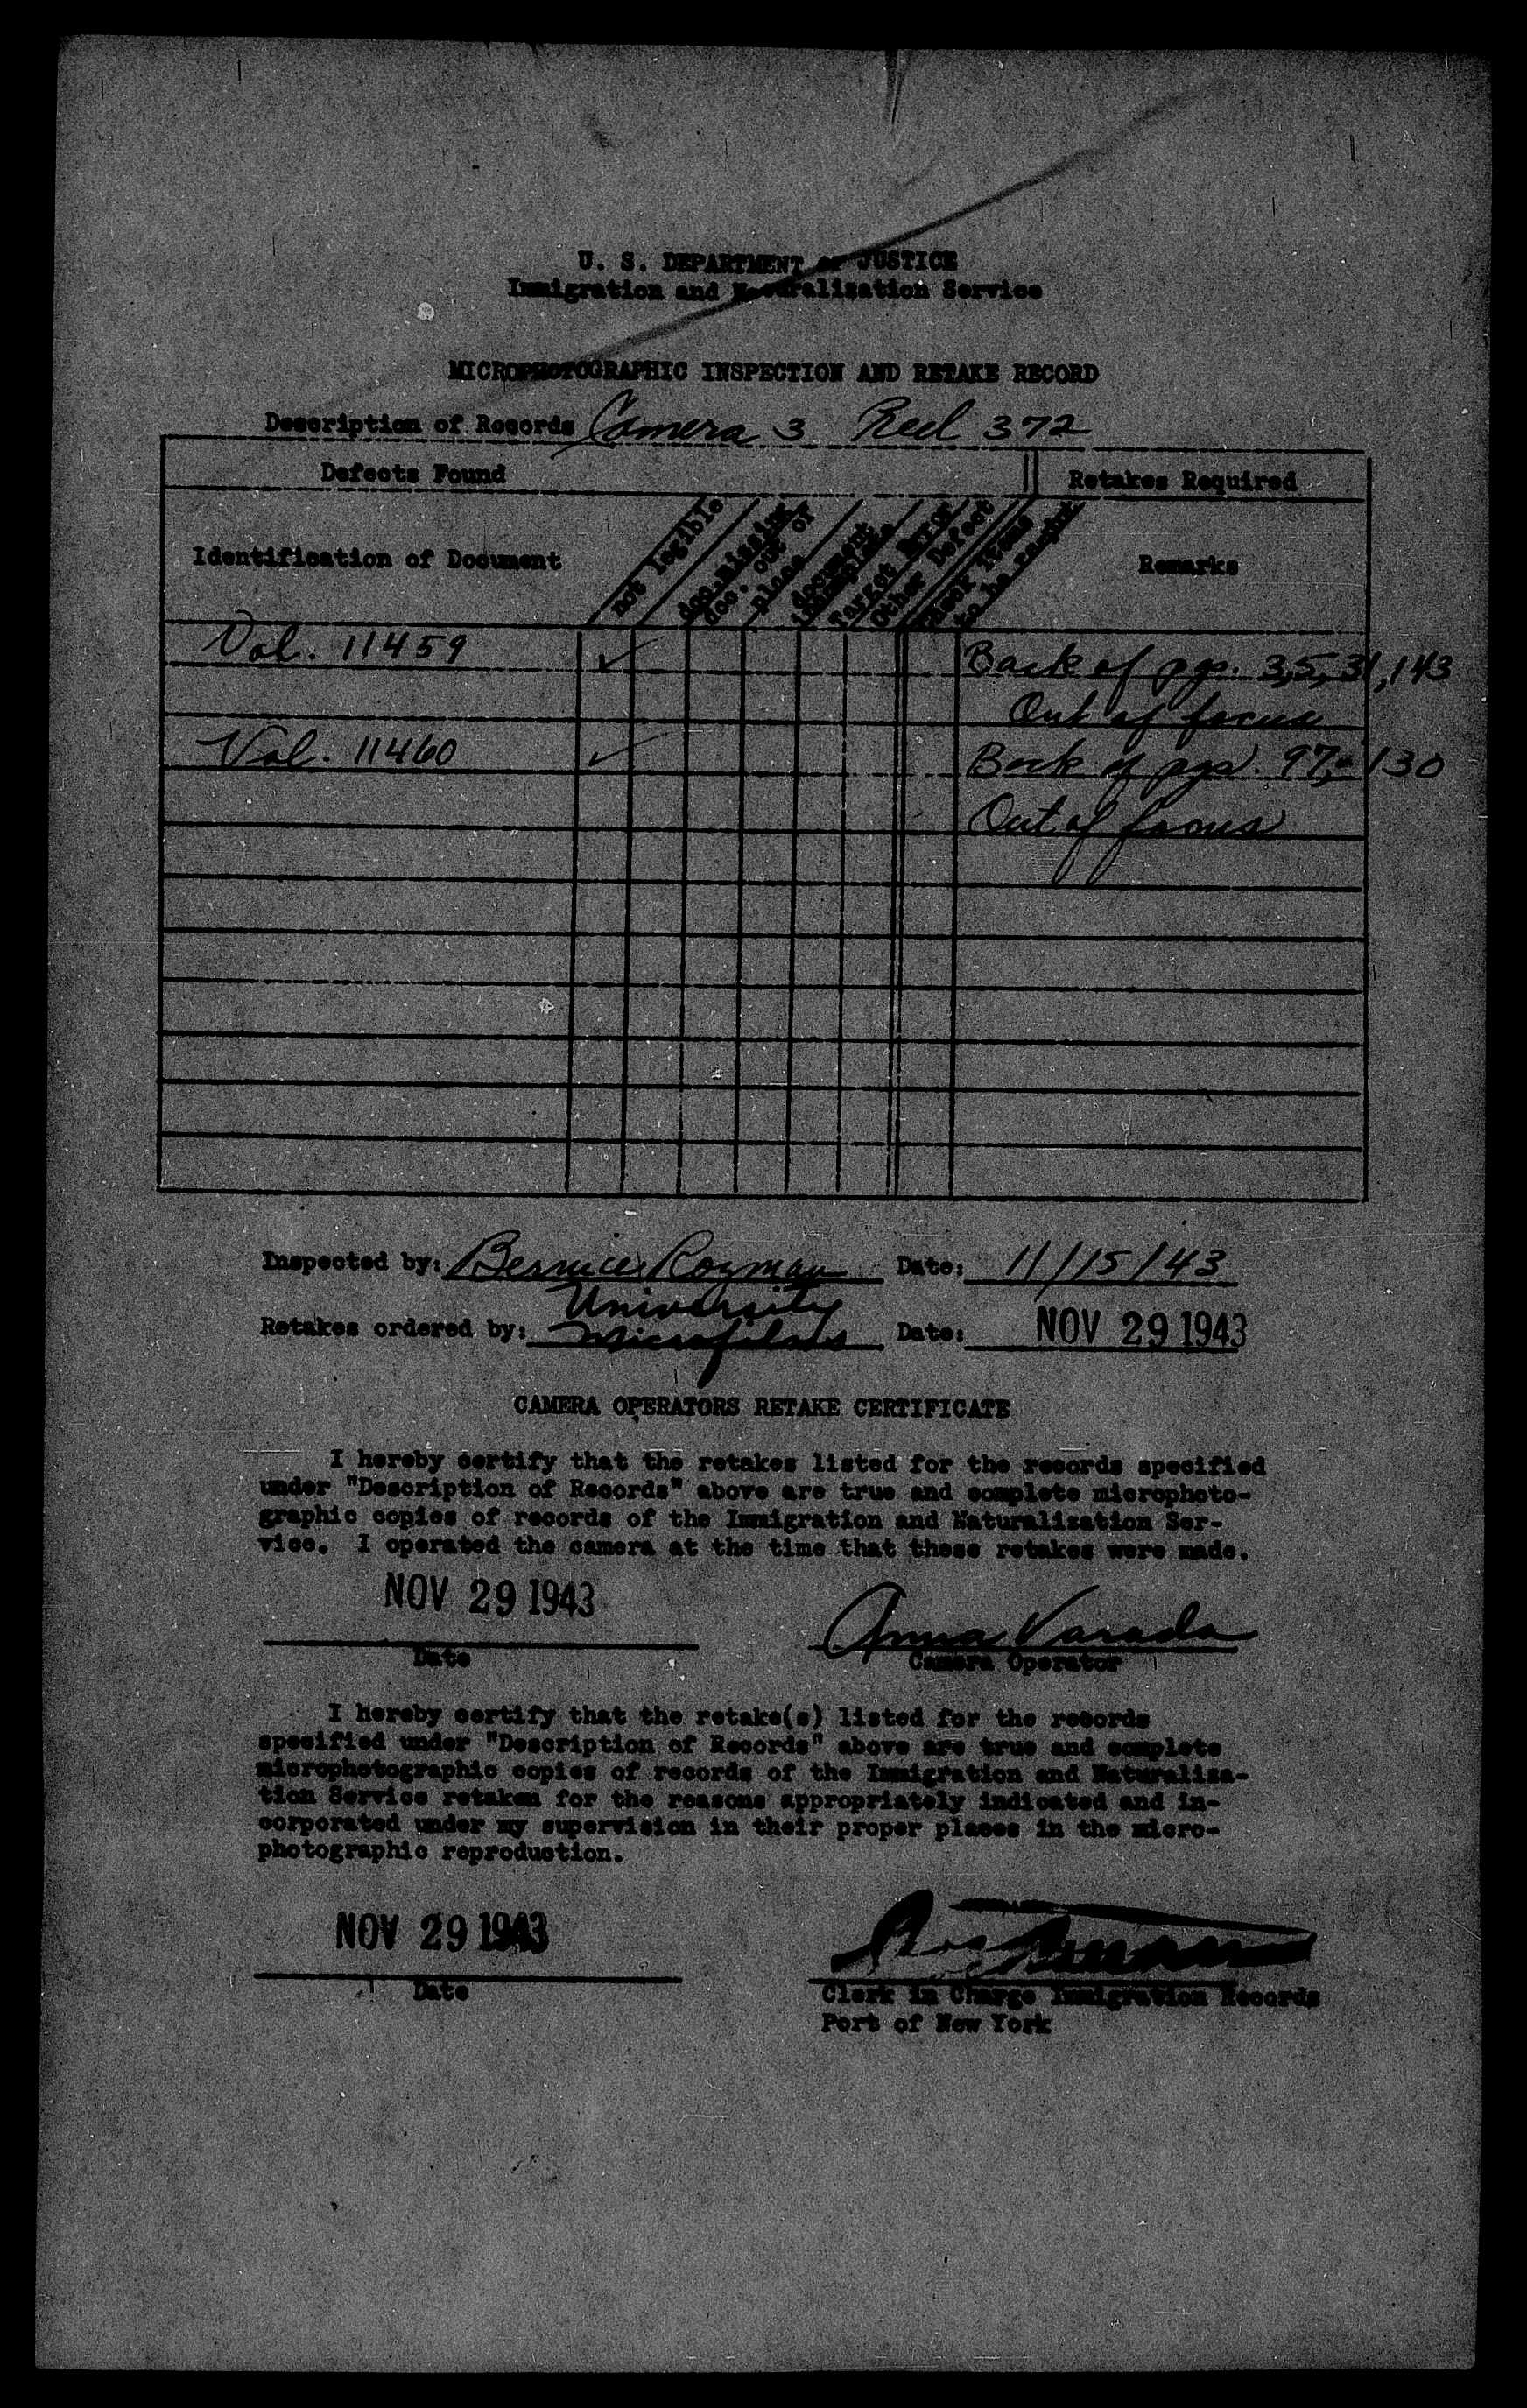 U. S. DEPARTMENT OF JUSTICE
Immigration and Naturalization Service
MICROPHOTOGRAPHIC INSPECTION AND RETAKE RECORD
Description of Records Camera 3 Reel 372
Defects Found Retakes Required
Identification of Document not legible doc. missing doc. out of place document incomplete Target Error Other Defect Check items to be retaken Remarks
Vol. 11459 ✓ Back of pgs. 3,5,31,143
Out of focus
Vol. 11460 ✓ Back of pgs. 97, 130
Out of focus
Inspected by: Bernice Rogman Date: 11/15/43
University
Retakes ordered by: Microfilms Date: NOV 29 1943
CAMERA OPERATORS RETAKE CERTIFICATE
I hereby certify that the retakes listed for the records specified
under "Description of Records" above are true and complete microphoto-
graphic copies of records of the Immigration and Naturalization Ser-
vice. I operated the camera at the time that these retakes were made.
NOV 29 1943 Anna Varada
Date Camera Operator
I hereby certify that the retake(s) listed for the records
specified under "Description of Records" above are true and complete
microphotographic copies of records of the Immigration and Naturaliza-
tion Service retaken for the reasons appropriately indicated and in-
corporated under my supervision in their proper places in the micro-
photographic reproduction.
NOV 29 1943
Date Clerk in Charge Immigration Records
Port of New York